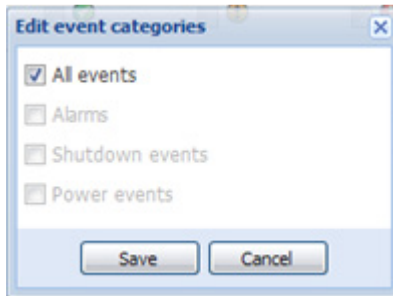 Edit event categories
All events
Alarms
Shutdown events
Power events
Save Cancel